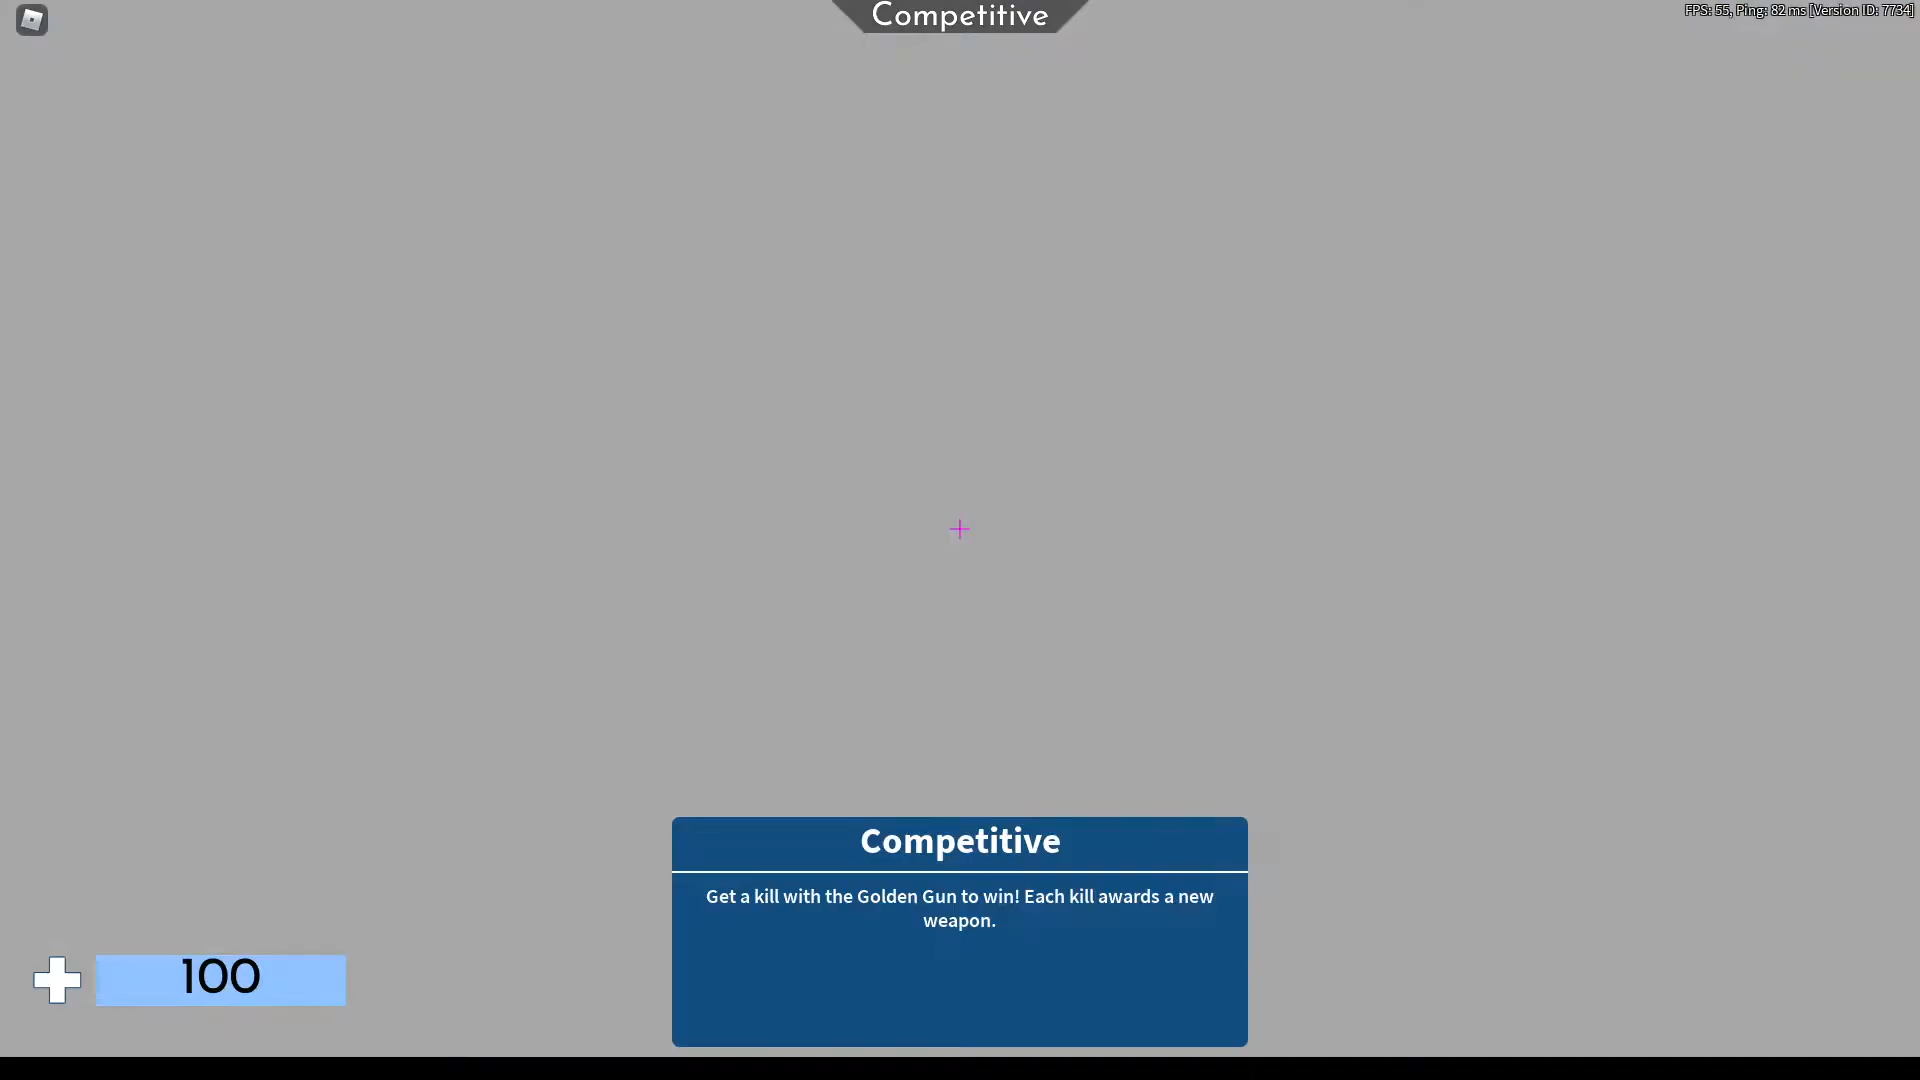 Competitive
FPS: 55, Ping: 82 ms [Version ID: 7734]
Competitive
Get a kill with the Golden Gun to win! Each kill awards a new
weapon.
100